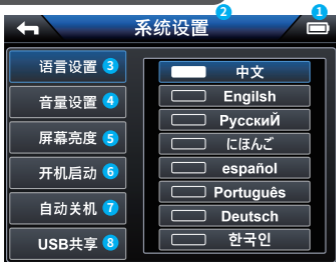 系统设置 2 1
语言设置 3
音量设置 4
屏幕亮度 5
开机启动 6
自动关机 7
USB共享 8
中文
Engilsh
РусскиЙ
にほんご
español
Português
Deutsch
한국인